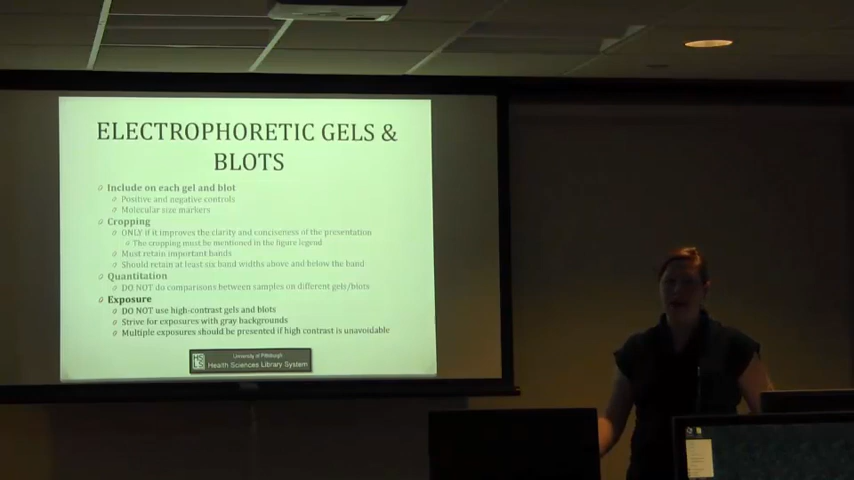 ELECTROPHORETIC GELS &
BLOTS
Include on each gel and blot
Positive and negative controls
Molecular size markers
Cropping
ONLY if it improves the clarity and conciseness of the presentation
The cropping must be mentioned in the figure legend
Must retain important bands
Should retain at least six band widths above and below the band
Quantitation
DO NOT do comparisons between samples on different gels/blots
Exposure
DO NOT use high-contrast gels and blots
Strive for exposures with gray backgrounds
Multiple exposures should be presented if high contrast is unavoidable
University of Pittsburgh
Health Sciences Library System